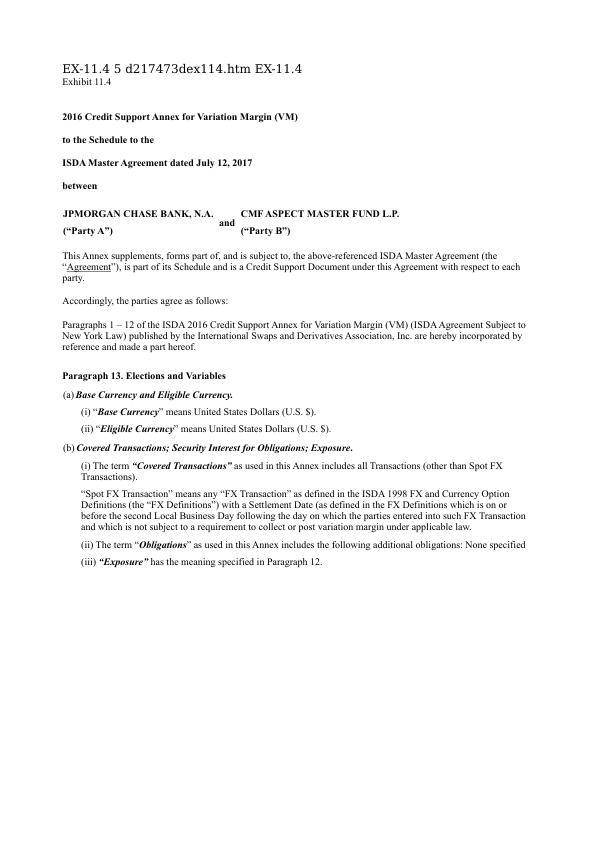 EX-11.4 5 d217473dex114.htm EX-11.4
Exhibit 11.4
2016 Credit Support Annex for Variation Margin (VM)
to the Schedule to the
ISDA Master Agreement dated July 12, 2017
between
JPMORGAN CHASE BANK, N.A. and CMF ASPECT MASTER FUND L.P.
(“Party A”) (“Party B”)
This Annex supplements, forms part of, and is subject to, the above-referenced ISDA Master Agreement (the
“Agreement”), is part of its Schedule and is a Credit Support Document under this Agreement with respect to each
party.
Accordingly, the parties agree as follows:
Paragraphs 1 – 12 of the ISDA 2016 Credit Support Annex for Variation Margin (VM) (ISDA Agreement Subject to
New York Law) published by the International Swaps and Derivatives Association, Inc. are hereby incorporated by
reference and made a part hereof.
Paragraph 13. Elections and Variables
(a) Base Currency and Eligible Currency.
(i) “Base Currency” means United States Dollars (U.S. $).
(ii) “Eligible Currency” means United States Dollars (U.S. $).
(b) Covered Transactions; Security Interest for Obligations; Exposure.
(i) The term “Covered Transactions” as used in this Annex includes all Transactions (other than Spot FX
Transactions).
“Spot FX Transaction” means any “FX Transaction” as defined in the ISDA 1998 FX and Currency Option
Definitions (the “FX Definitions”) with a Settlement Date (as defined in the FX Definitions which is on or
before the second Local Business Day following the day on which the parties entered into such FX Transaction
and which is not subject to a requirement to collect or post variation margin under applicable law.
(ii) The term “Obligations” as used in this Annex includes the following additional obligations: None specified
(iii) “Exposure” has the meaning specified in Paragraph 12.